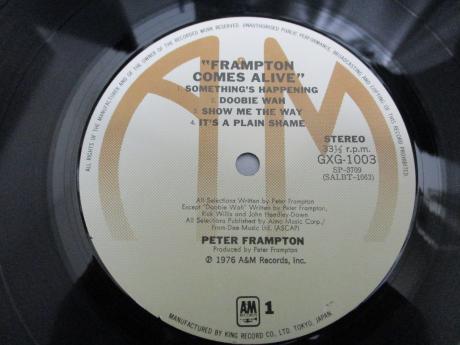 ALL RIGHTS OF THE MANUFACTURER AND OF THE OWNER OF THE RECORDED WORK RESERVED. UNAUTHORISED PUBLIC PERFORMANCE, BROADCASTING AND COPYING OF THIS RECORD PROHIBITED.
"FRAMPTON
COMES ALIVE"
1. SOMETHING'S HAPPENING
2. DOOBIE WAH
3. SHOW ME THE WAY
4. IT'S A PLAIN SHAME
STEREO
33⅓ r.p.m.
GXG-1003
SP-3709
(SALBT-1063)
All Selections Written by Peter Frampton
Except "Doobie Wah" Written by Peter Frampton,
Rick Willis and John Headley-Down
All Selections Published by Almo Music Corp./
Fram-Dee Music Ltd. (ASCAP)
PETER FRAMPTON
Produced by Peter Frampton
℗ 1976 A&M Records, Inc.
A&M
RECORDS
1
MANUFACTURED BY KING RECORD CO. LTD. TOKYO, JAPAN.